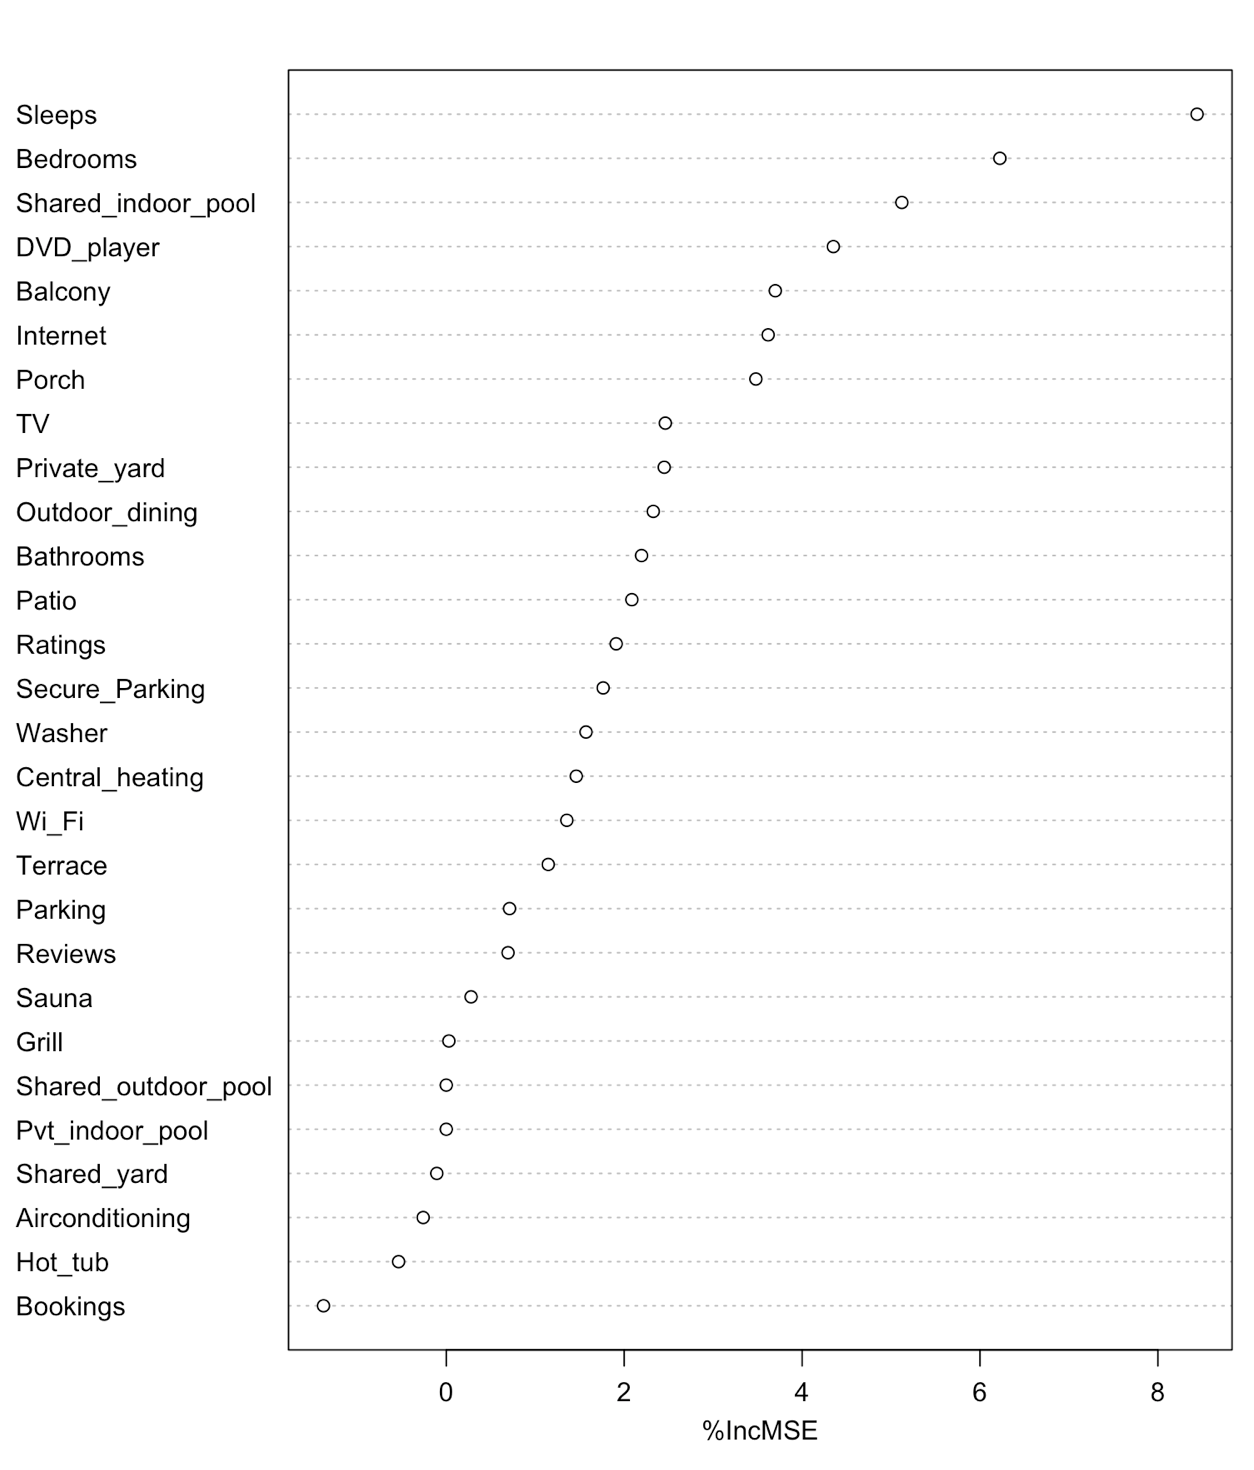 Sleeps
Bedrooms
Shared_indoor_pool
DVD_player
Balcony
Internet
Porch
TV
Private_yard
Outdoor_dining
Bathrooms
Patio
Ratings
Secure_Parking
Washer
Central_heating
Wi_Fi
Terrace
Parking
Reviews
Sauna
Grill
Shared_outdoor_pool
Pvt_indoor_pool
Shared_yard
Airconditioning
Hot_tub
Bookings
0 2 4 6 8
%IncMSE